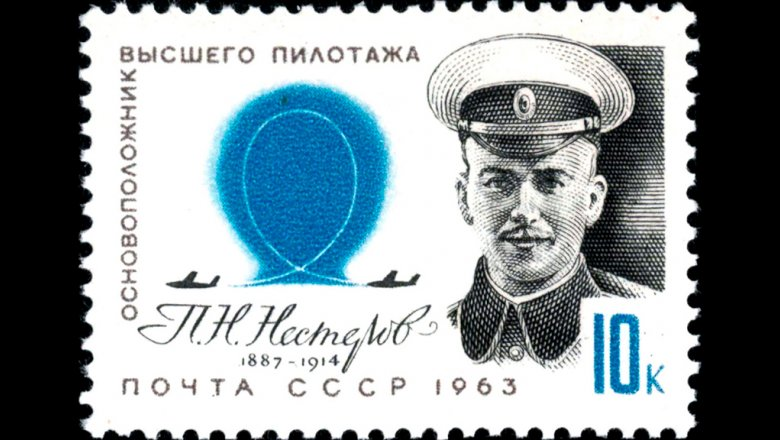 ОСНОВОПОЛОЖНИК
ВЫСШЕГО ПИЛОТАЖА
П.Н. Нестеров
1887-1914
10к
ПОЧТА СССР 1963